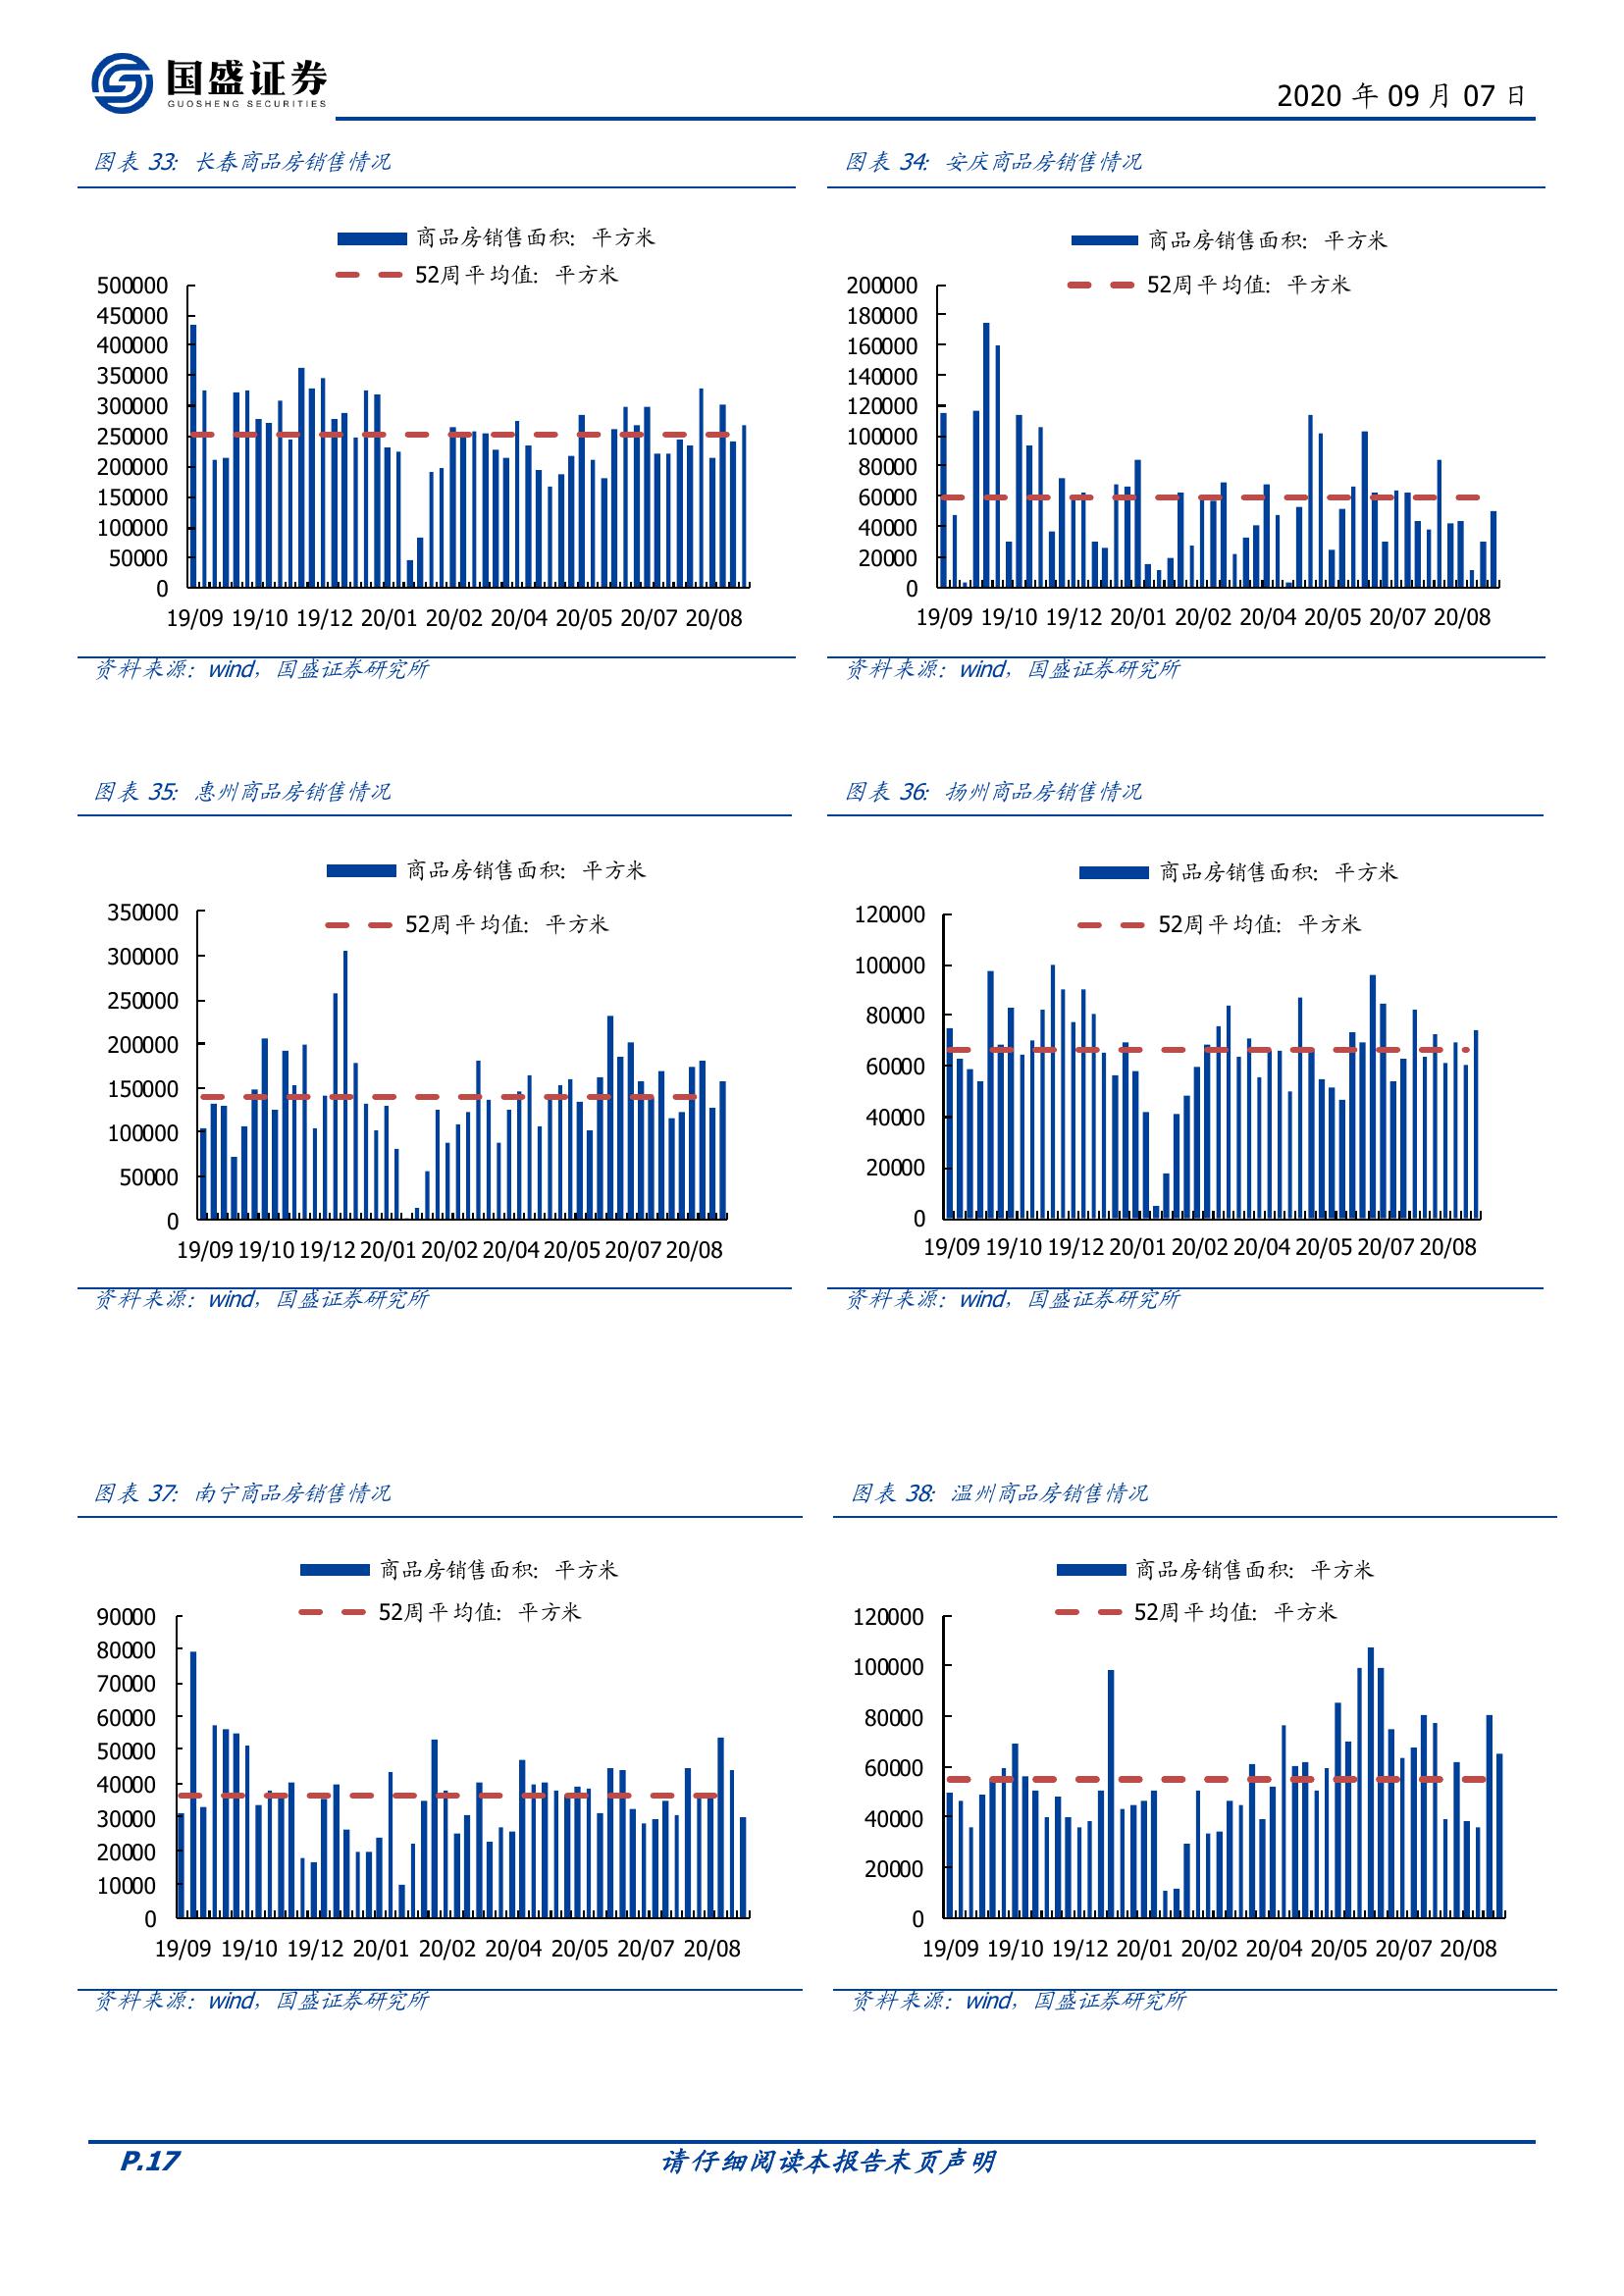 国盛证券
GUOSHENG SECURITIES
2020 年 09 月 07 日
图表 33: 长春商品房销售情况
商品房销售面积: 平方米
52周平均值: 平方米
500000
450000
400000
350000
300000
250000
200000
150000
100000
50000
0
19/09 19/10 19/12 20/01 20/02 20/04 20/05 20/07 20/08
资料来源: wind, 国盛证券研究所
图表 34: 安庆商品房销售情况
商品房销售面积: 平方米
52周平均值: 平方米
200000
180000
160000
140000
120000
100000
80000
60000
40000
20000
0
19/09 19/10 19/12 20/01 20/02 20/04 20/05 20/07 20/08
资料来源: wind, 国盛证券研究所
图表 35: 惠州商品房销售情况
商品房销售面积: 平方米
52周平均值: 平方米
350000
300000
250000
200000
150000
100000
50000
0
19/09 19/10 19/12 20/01 20/02 20/04 20/05 20/07 20/08
资料来源: wind, 国盛证券研究所
图表 36: 扬州商品房销售情况
商品房销售面积: 平方米
52周平均值: 平方米
120000
100000
80000
60000
40000
20000
0
19/09 19/10 19/12 20/01 20/02 20/04 20/05 20/07 20/08
资料来源: wind, 国盛证券研究所
图表 37: 南宁商品房销售情况
商品房销售面积: 平方米
52周平均值: 平方米
90000
80000
70000
60000
50000
40000
30000
20000
10000
0
19/09 19/10 19/12 20/01 20/02 20/04 20/05 20/07 20/08
资料来源: wind, 国盛证券研究所
图表 38: 温州商品房销售情况
商品房销售面积: 平方米
52周平均值: 平方米
120000
100000
80000
60000
40000
20000
0
19/09 19/10 19/12 20/01 20/02 20/04 20/05 20/07 20/08
资料来源: wind, 国盛证券研究所
P.17
请仔细阅读本报告末页声明